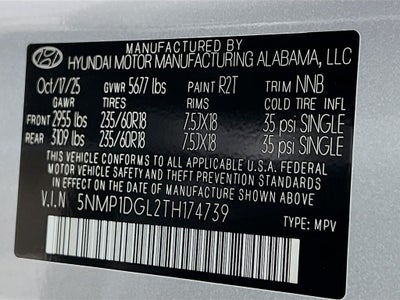 MANUFACTURED BY
HYUNDAI MOTOR MANUFACTURING ALABAMA, LLC
Oct/17/25 GVWR 5677 lbs PAINT R2T TRIM NNB
GAWR TIRES RIMS COLD TIRE INFL
FRONT 2955 lbs 235/60R18 7.5JX18 35 psi SINGLE
REAR 3109 lbs 235/60R18 7.5JX18 35 psi SINGLE
THIS VEHICLE CONFORMS TO ALL APPLICABLE U.S.A. FEDERAL
MOTOR VEHICLE SAFETY AND THEFT PREVENTION STANDARDS
IN EFFECT ON THE DATE OF MANUFACTURE SHOWN ABOVE.
V.I.N 5NMP1DGL2TH174739 TYPE: MPV